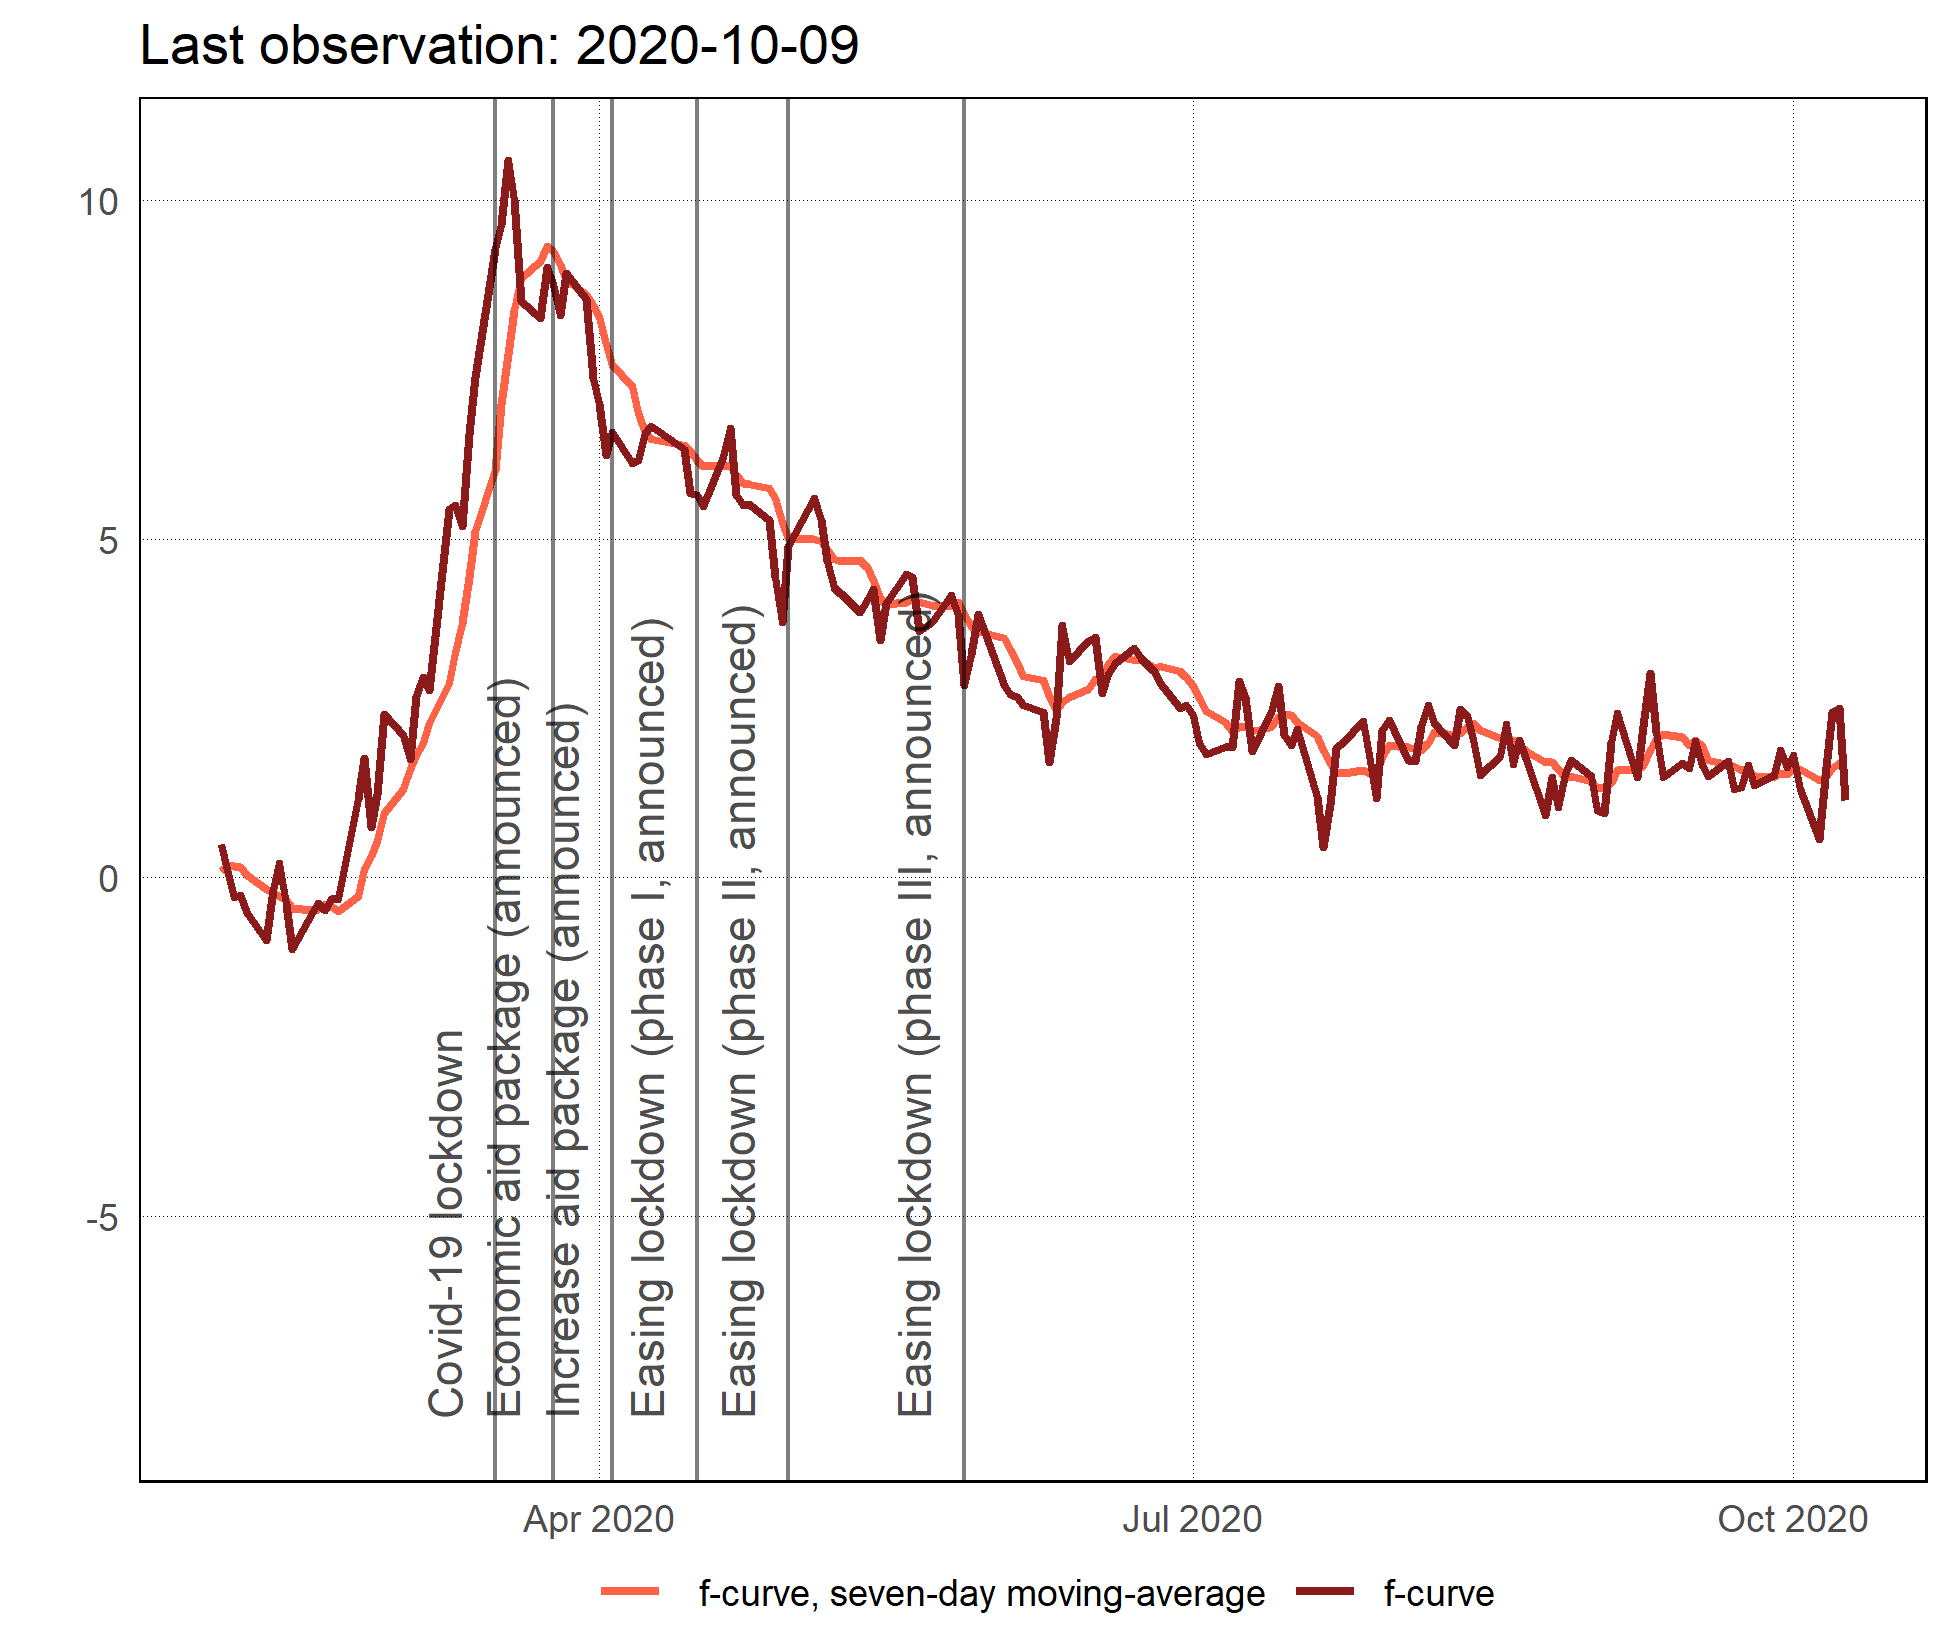 Last observation: 2020-10-09
10
5
0
-5
Covid-19 lockdown
Economic aid package (announced)
Increase aid package (announced)
Easing lockdown (phase I, announced)
Easing lockdown (phase II, announced)
Easing lockdown (phase III, announced)
Apr 2020
Jul 2020
Oct 2020
f-curve, seven-day moving-average
f-curve